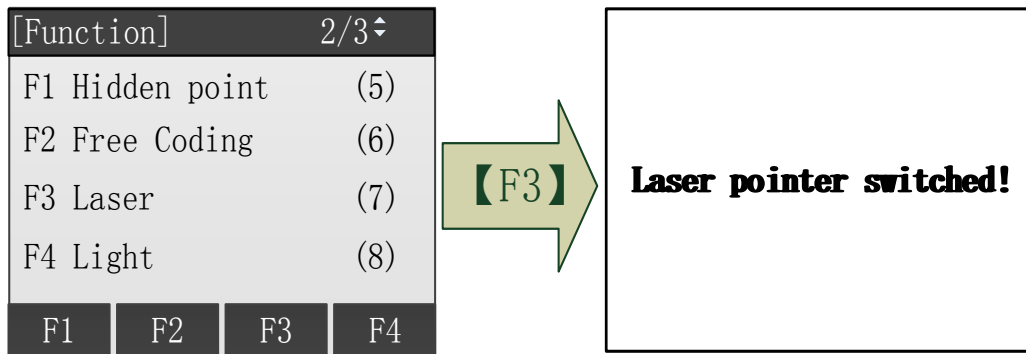 [Function] 2/3
F1 Hidden point (5)
F2 Free Coding (6)
F3 Laser (7)
F4 Light (8)
F1 F2 F3 F4
【F3】
Laser pointer switched!